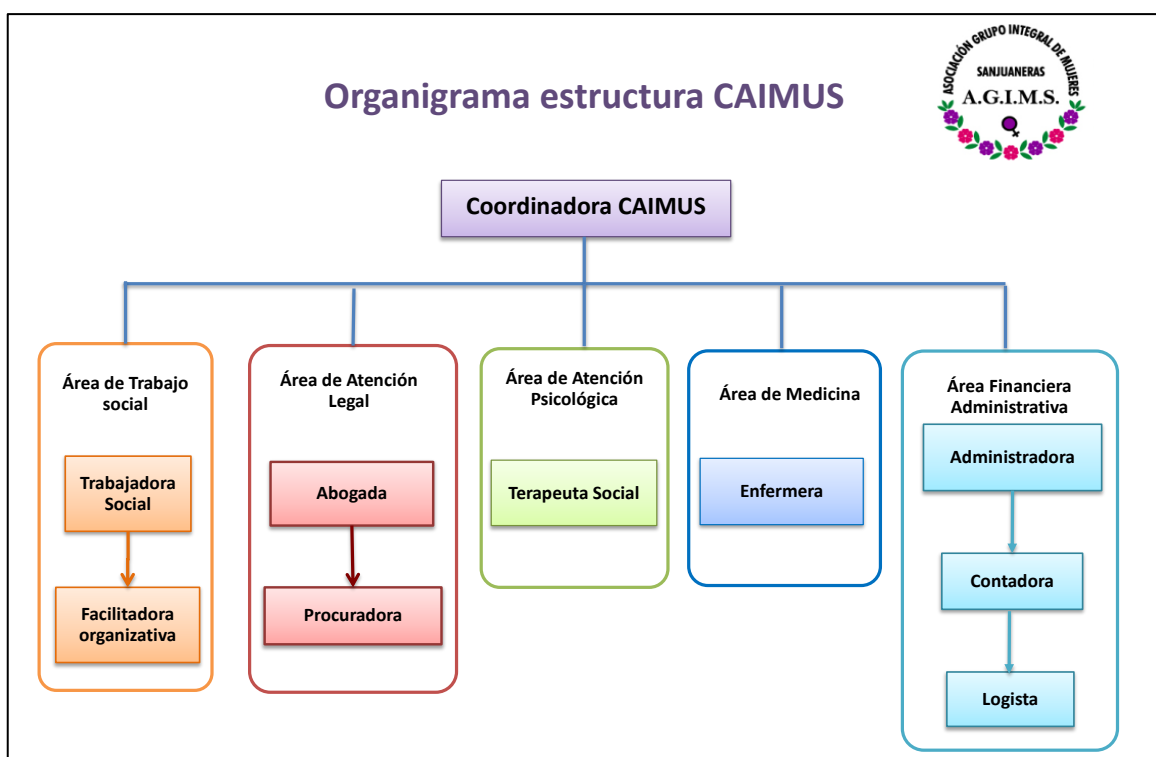 ASOCIACIÓN GRUPO INTEGRAL DE MUJERES
SANJUANERAS
A.G.I.M.S.
Organigrama estructura CAIMUS
Coordinadora CAIMUS
Área de Trabajo
social
Trabajadora
Social
Facilitadora
organizativa
Área de Atención
Legal
Abogada
Procuradora
Área de Atención
Psicológica
Terapeuta Social
Área de Medicina
Enfermera
Área Financiera
Administrativa
Administradora
Contadora
Logista